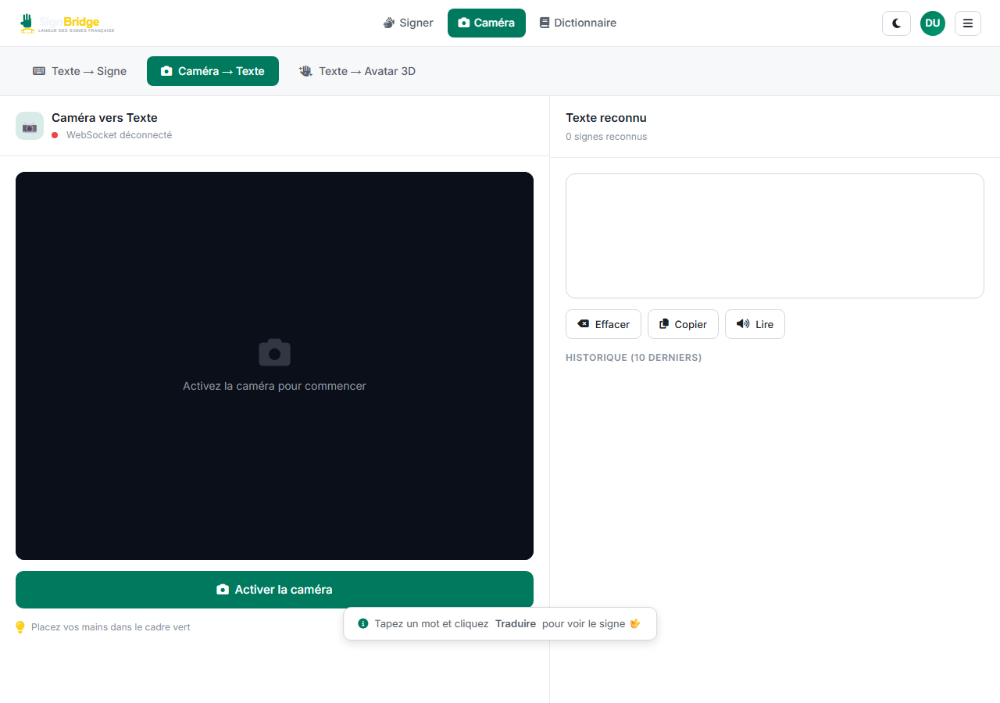 SignBridge
LANGUE DES SIGNES FRANÇAISE
Signer
Caméra
Dictionnaire
DU
Texte → Signe
Caméra → Texte
Texte → Avatar 3D
Caméra vers Texte
WebSocket déconnecté
Activez la caméra pour commencer
Activer la caméra
Placez vos mains dans le cadre vert
Texte reconnu
0 signes reconnus
Effacer
Copier
Lire
HISTORIQUE (10 DERNIERS)
Tapez un mot et cliquez Traduire pour voir le signe